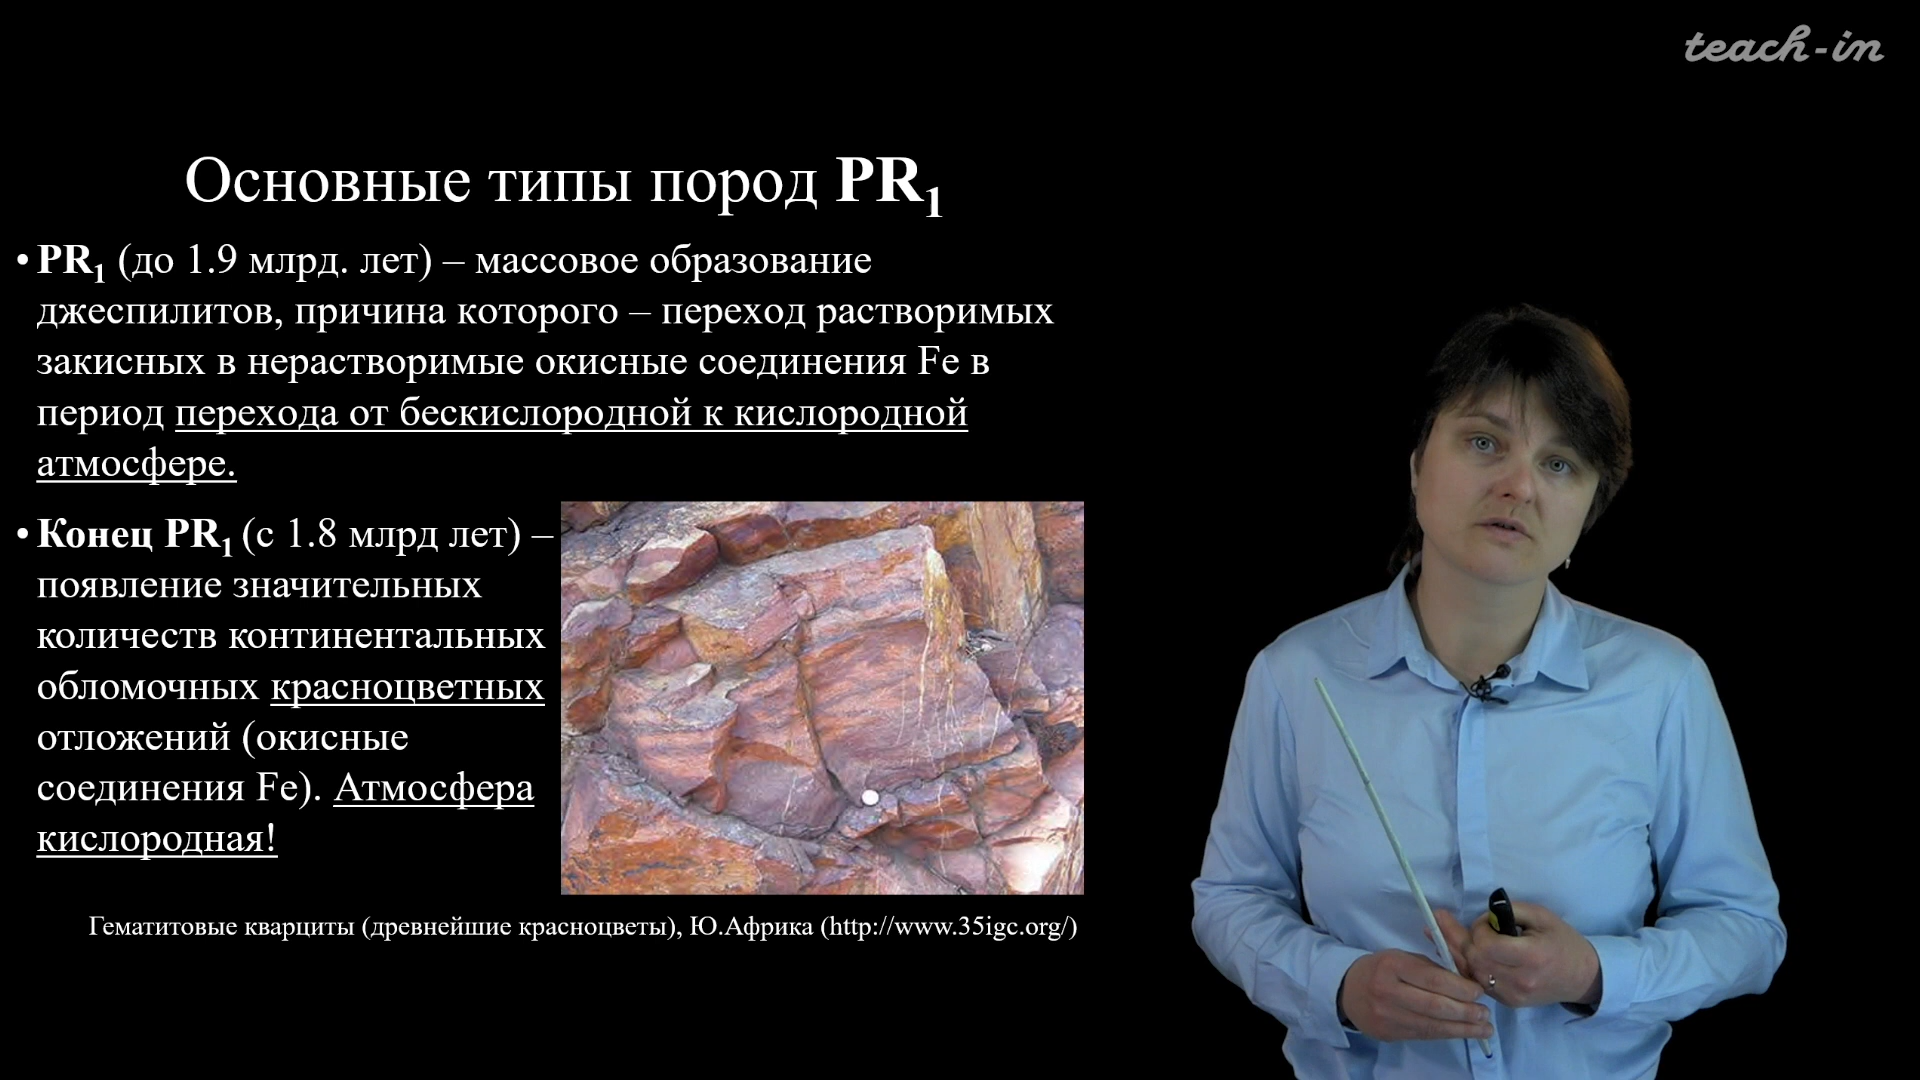 teach-in
Основные типы пород PR₁
• PR₁ (до 1.9 млрд. лет) – массовое образование
джеспилитов, причина которого – переход растворимых
закисных в нерастворимые окисные соединения Fe в
период перехода от бескислородной к кислородной
атмосфере.
• Конец PR₁ (с 1.8 млрд лет) –
появление значительных
количеств континентальных
обломочных красноцветных
отложений (окисные
соединения Fe). Атмосфера
кислородная!
Гематитовые кварциты (древнейшие красноцветы), Ю.Африка (http://www.35igc.org/)